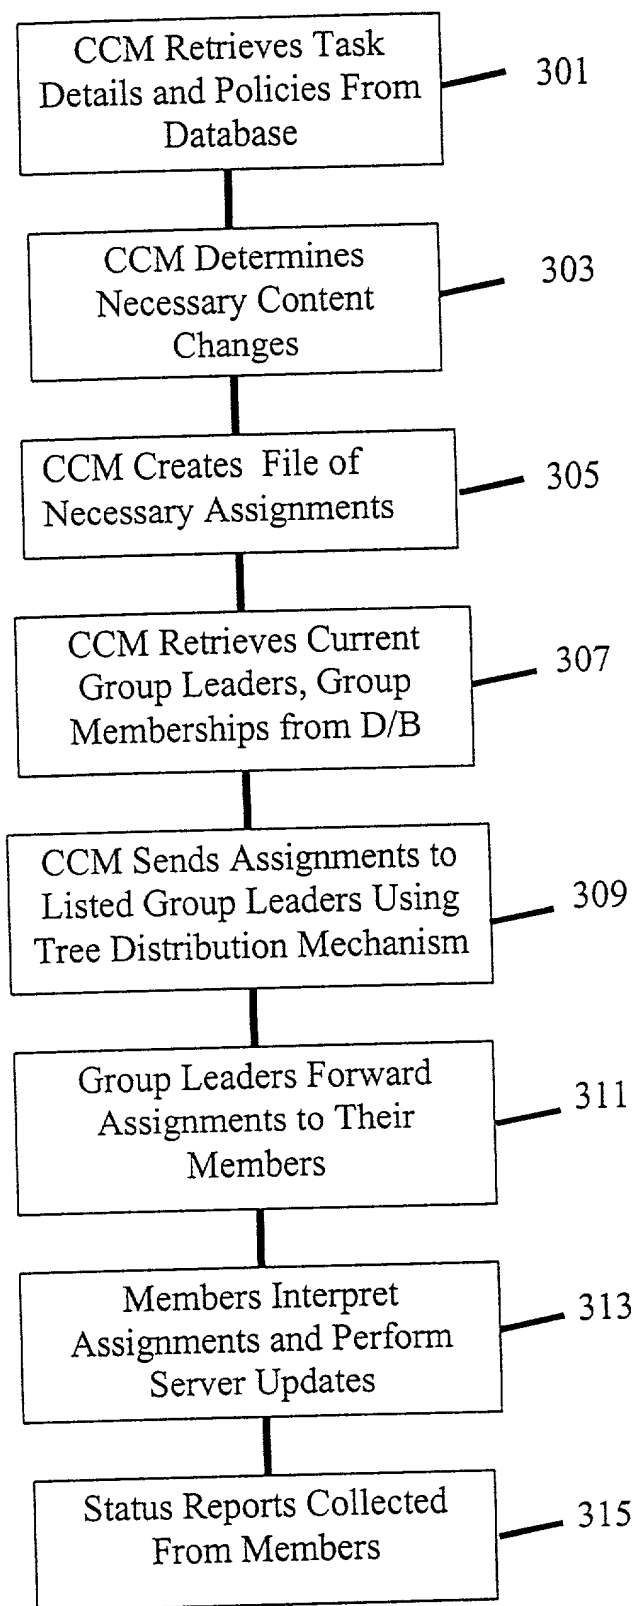 CCM Retrieves Task
Details and Policies From
Database
301
CCM Determines
Necessary Content
Changes
303
CCM Creates File of
Necessary Assignments
305
CCM Retrieves Current
Group Leaders, Group
Memberships from D/B
307
CCM Sends Assignments to
Listed Group Leaders Using
Tree Distribution Mechanism
309
Group Leaders Forward
Assignments to Their
Members
311
Members Interpret
Assignments and Perform
Server Updates
313
Status Reports Collected
From Members
315